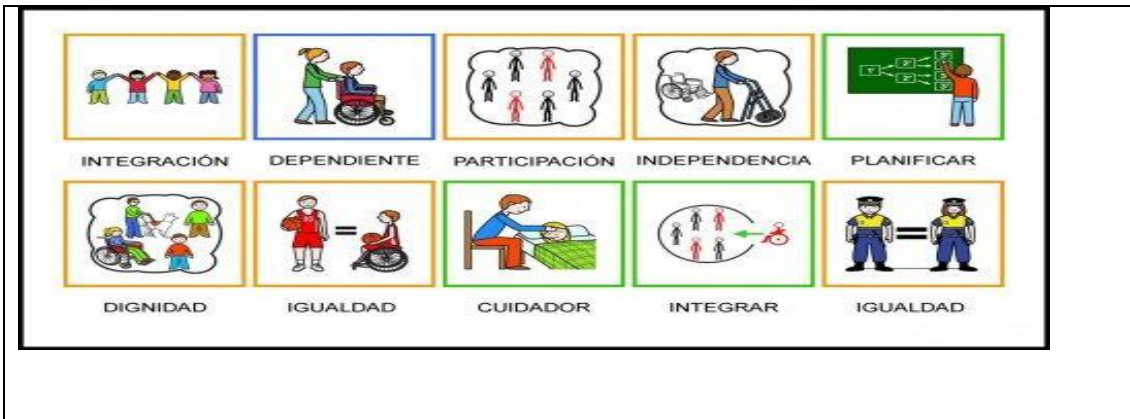 INTEGRACIÓN DEPENDIENTE PARTICIPACIÓN INDEPENDENCIA PLANIFICAR
DIGNIDAD IGUALDAD CUIDADOR INTEGRAR IGUALDAD